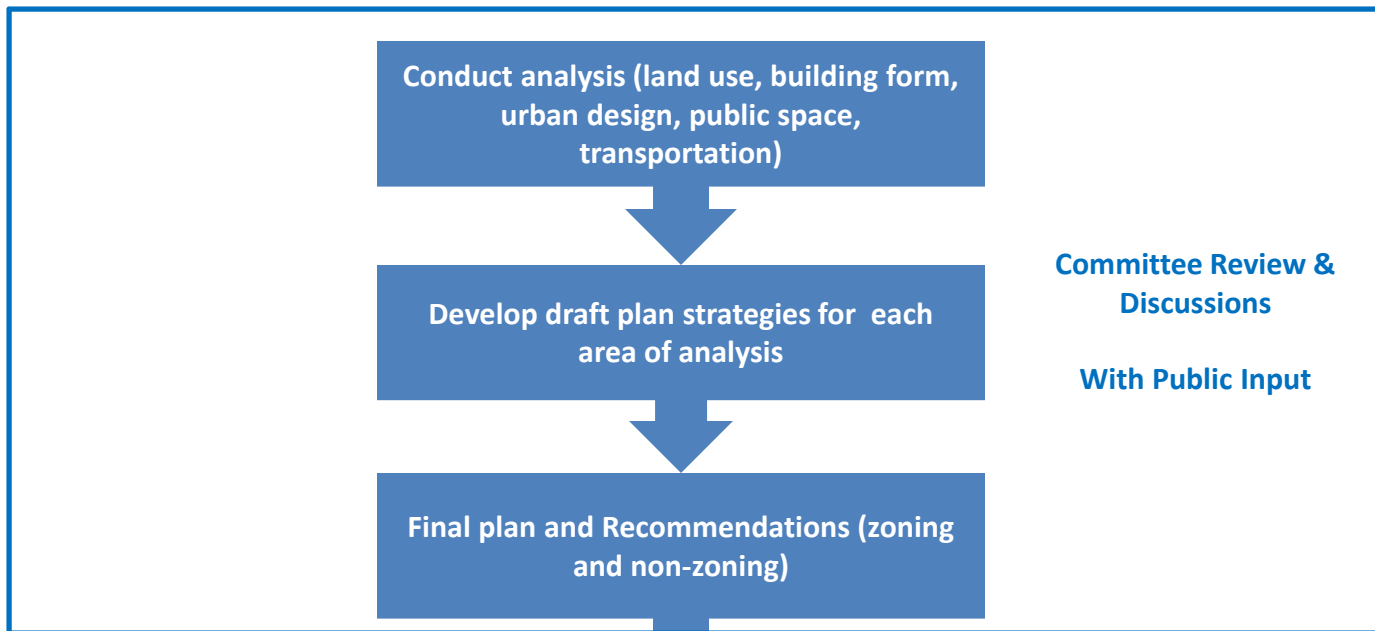 Conduct analysis (land use, building form,
urban design, public space,
transportation)
Develop draft plan strategies for  each
area of analysis
Committee Review &
Discussions
With Public Input
Final plan and Recommendations (zoning
and non-zoning)